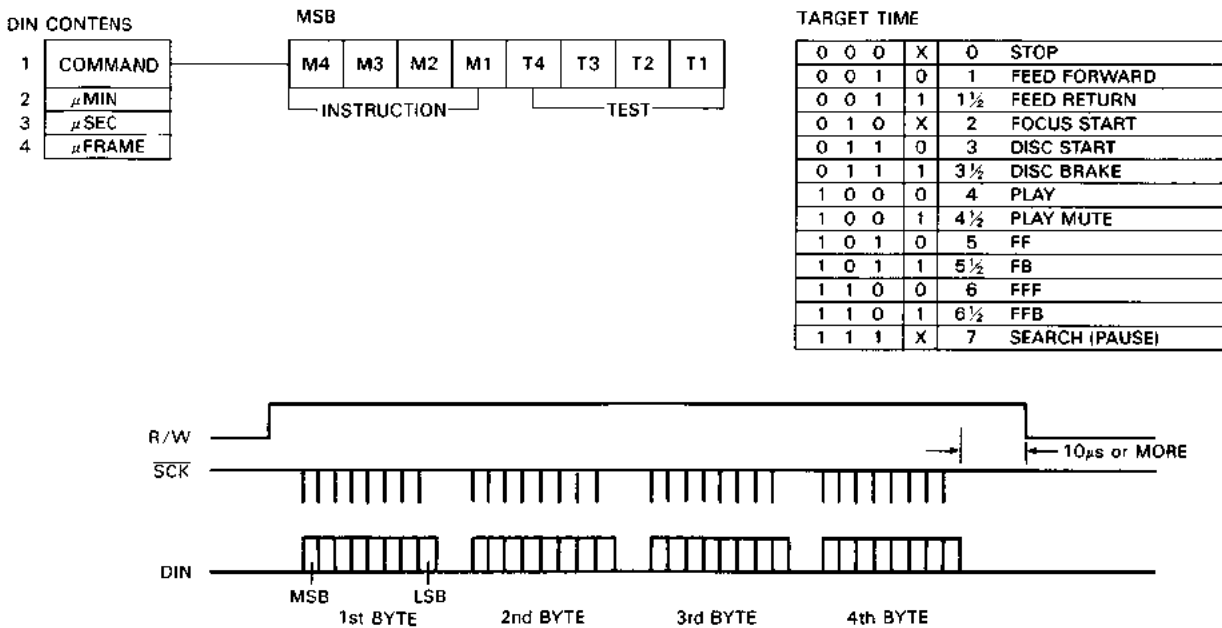 DIN CONTENS
1 COMMAND
2 μMIN
3 μSEC
4 μFRAME
MSB
M4 M3 M2 M1 T4 T3 T2 T1
INSTRUCTION TEST
TARGET TIME
0 0 0 X 0 STOP
0 0 1 0 1 FEED FORWARD
0 0 1 1 1½ FEED RETURN
0 1 0 X 2 FOCUS START
0 1 1 0 3 DISC START
0 1 1 1 3½ DISC BRAKE
1 0 0 0 4 PLAY
1 0 0 1 4½ PLAY MUTE
1 0 1 0 5 FF
1 0 1 1 5½ FB
1 1 0 0 6 FFF
1 1 0 1 6½ FFB
1 1 1 X 7 SEARCH (PAUSE)
R/W
10μs or MORE
S̅C̅K̅
DIN
MSB LSB
1st BYTE 2nd BYTE 3rd BYTE 4th BYTE